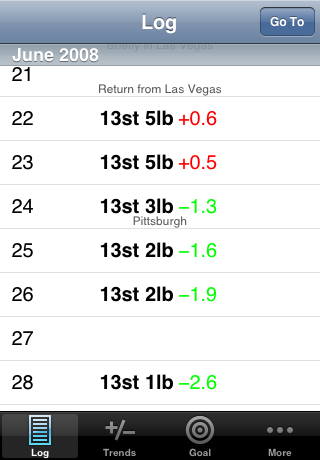 Log
Go To
Briefly in Las Vegas
June 2008
21
Return from Las Vegas
22 13st 5lb +0.6
23 13st 5lb +0.5
24 13st 3lb −1.3
Pittsburgh
25 13st 2lb −1.6
26 13st 2lb −1.9
27
28 13st 1lb −2.6
Log Trends Goal More